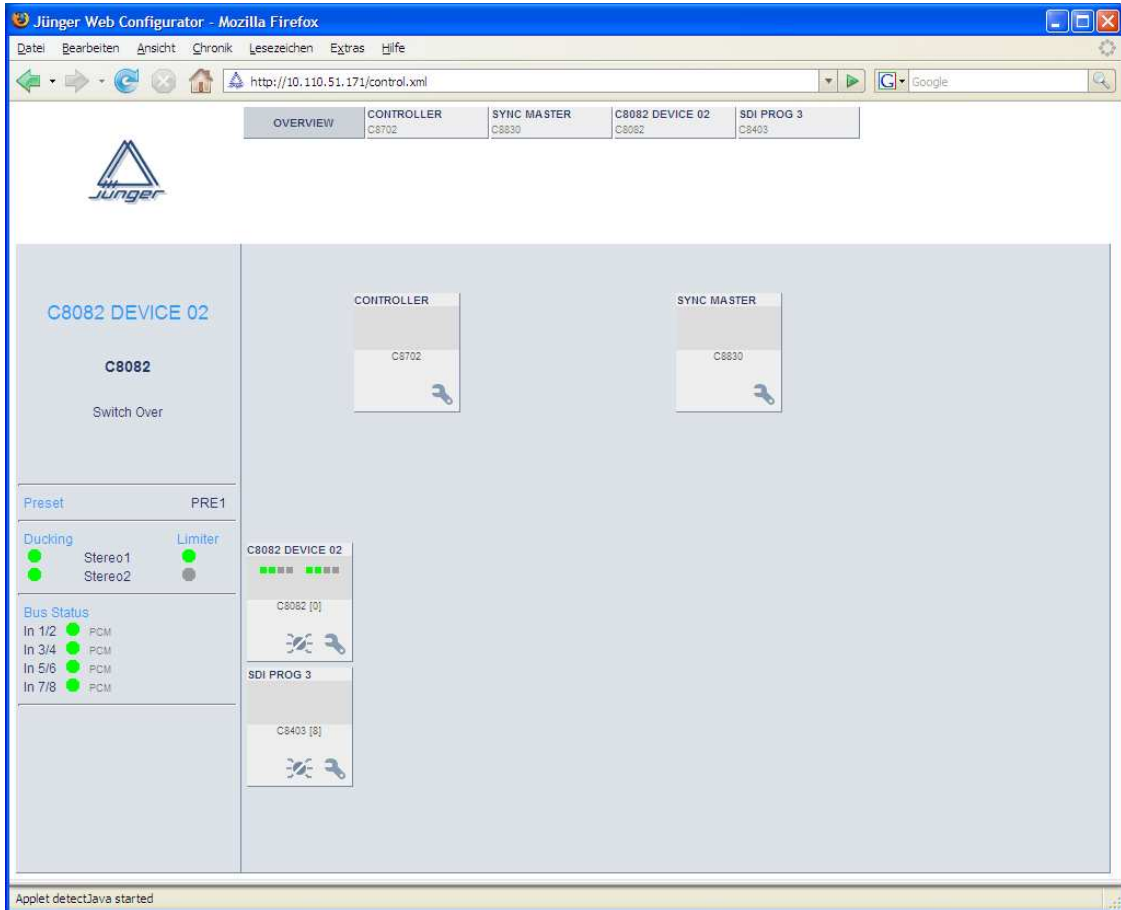 Jünger Web Configurator - Mozilla Firefox
Datei Bearbeiten Ansicht Chronik Lesezeichen Extras Hilfe
http://10.110.51.171/control.xml
G Google
OVERVIEW
CONTROLLER
C8702
SYNC MASTER
C8830
C8082 DEVICE 02
C8082
SDI PROG 3
C8403
Jünger
C8082 DEVICE 02
C8082
Switch Over
Preset PRE1
Ducking Limiter
Stereo1
Stereo2
Bus Status
In 1/2 PCM
In 3/4 PCM
In 5/6 PCM
In 7/8 PCM
CONTROLLER
C8702
SYNC MASTER
C8830
C8082 DEVICE 02
C8082 [0]
SDI PROG 3
C8403 [8]
Applet detectJava started